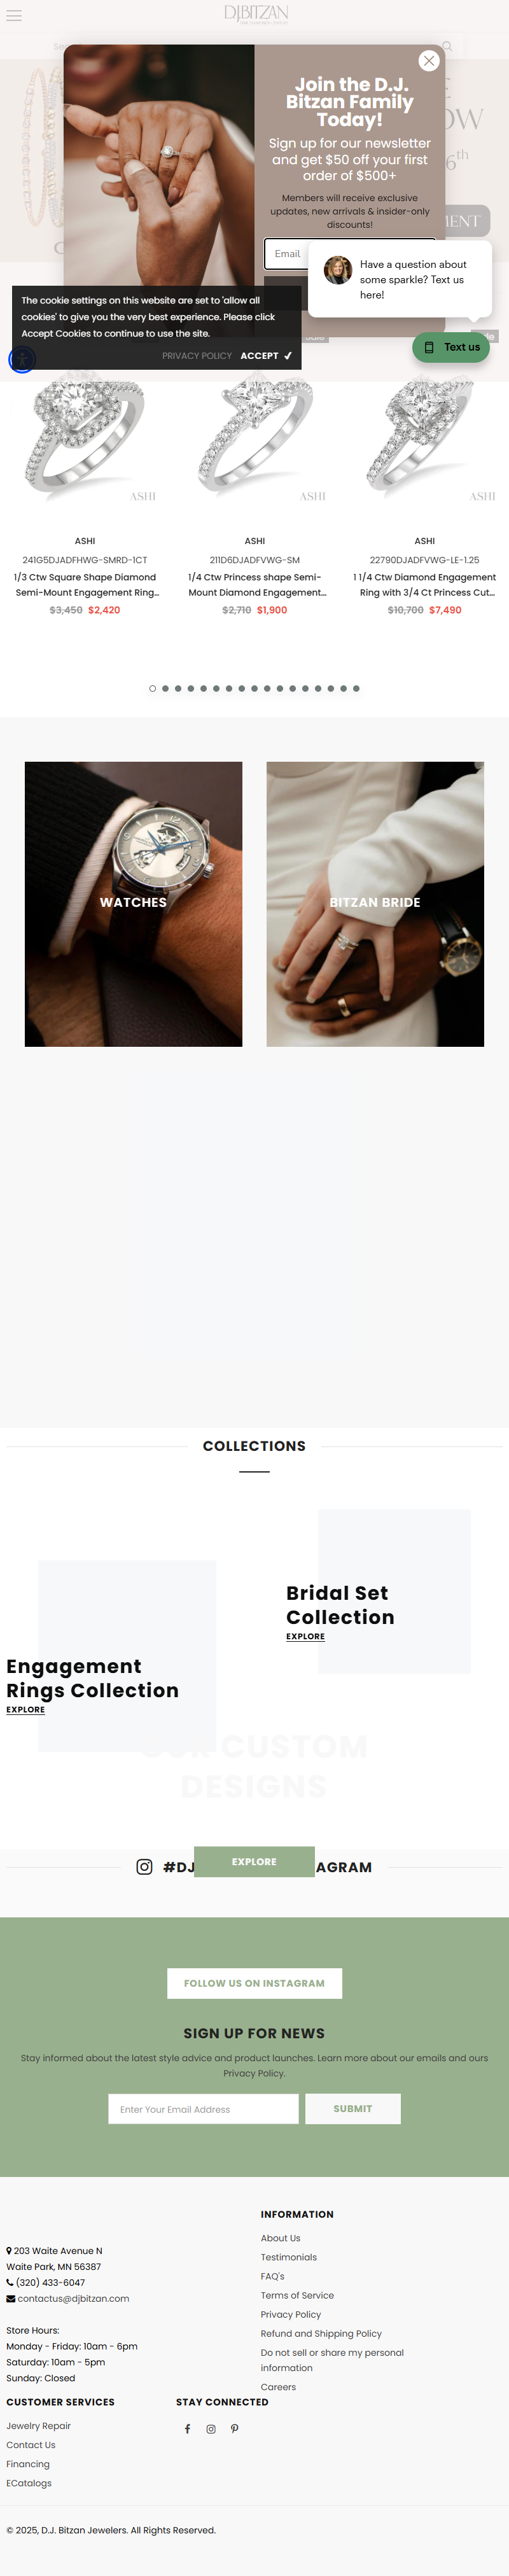 DJBITZAN
Join the D.J.
Bitzan Family
Today!
Sign up for our newsletter
and get $50 off your first
order of $500+
Members will receive exclusive
updates, new arrivals & insider-only
discounts!
Email
Have a question about
some sparkle? Text us
here!
Text us
The cookie settings on this website are set to 'allow all
cookies' to give you the very best experience. Please click
Accept Cookies to continue to use the site.
PRIVACY POLICY ACCEPT ✔
ASHI
ASHI
ASHI
ASHI
241G5DJADFHWG-SMRD-1CT
1/3 Ctw Square Shape Diamond
Semi-Mount Engagement Ring...
$3,450 $2,420
ASHI
211D6DJADFVWG-SM
1/4 Ctw Princess shape Semi-
Mount Diamond Engagement...
$2,710 $1,900
ASHI
22790DJADFVWG-LE-1.25
1 1/4 Ctw Diamond Engagement
Ring with 3/4 Ct Princess Cut...
$10,700 $7,490
WATCHES
BITZAN BRIDE
COLLECTIONS
Bridal Set
Collection
EXPLORE
Engagement
Rings Collection
EXPLORE
CUSTOM
DESIGNS
EXPLORE
#DJ AGRAM
FOLLOW US ON INSTAGRAM
SIGN UP FOR NEWS
Stay informed about the latest style advice and product launches. Learn more about our emails and ours
Privacy Policy.
Enter Your Email Address
SUBMIT
203 Waite Avenue N
Waite Park, MN 56387
(320) 433-6047
contactus@djbitzan.com
Store Hours:
Monday - Friday: 10am - 6pm
Saturday: 10am - 5pm
Sunday: Closed
INFORMATION
About Us
Testimonials
FAQ's
Terms of Service
Privacy Policy
Refund and Shipping Policy
Do not sell or share my personal
information
Careers
CUSTOMER SERVICES
Jewelry Repair
Contact Us
Financing
ECatalogs
STAY CONNECTED
© 2025, D.J. Bitzan Jewelers. All Rights Reserved.